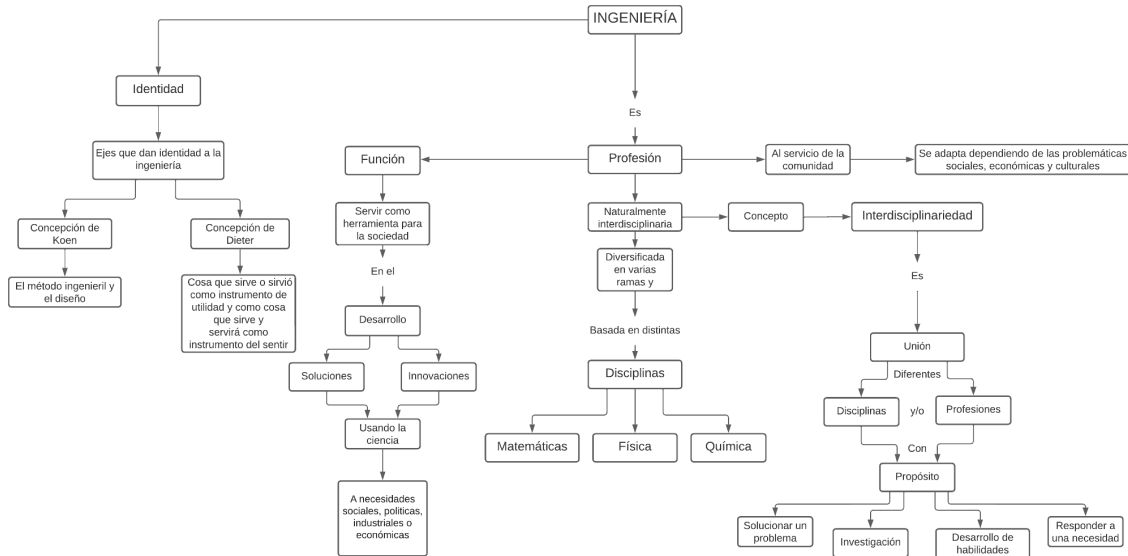 INGENIERÍA
Identidad
Es
Ejes que dan identidad a la
ingeniería
Función
Profesión
Al servicio de la
comunidad
Se adapta dependiendo de las problemáticas
sociales, económicas y culturales
Concepción de
Koen
Concepción de
Dieter
Servir como
herramienta para
la sociedad
Naturalmente
interdisciplinaria
Concepto
Interdisciplinariedad
El método ingenieril y
el diseño
Cosa que sirve o sirvió
como instrumento de
utilidad y como cosa
que sirve y
servirá como
instrumento del sentir
En el
Diversificada
en varias
ramas y
Es
Desarrollo
Basada en distintas
Unión
Soluciones
Innovaciones
Disciplinas
Diferentes
Disciplinas
y/o
Profesiones
Usando la
ciencia
Matemáticas
Física
Química
Con
Propósito
A necesidades
sociales, politicas,
industriales o
económicas
Solucionar un
problema
Investigación
Desarrollo de
habilidades
Responder a
una necesidad